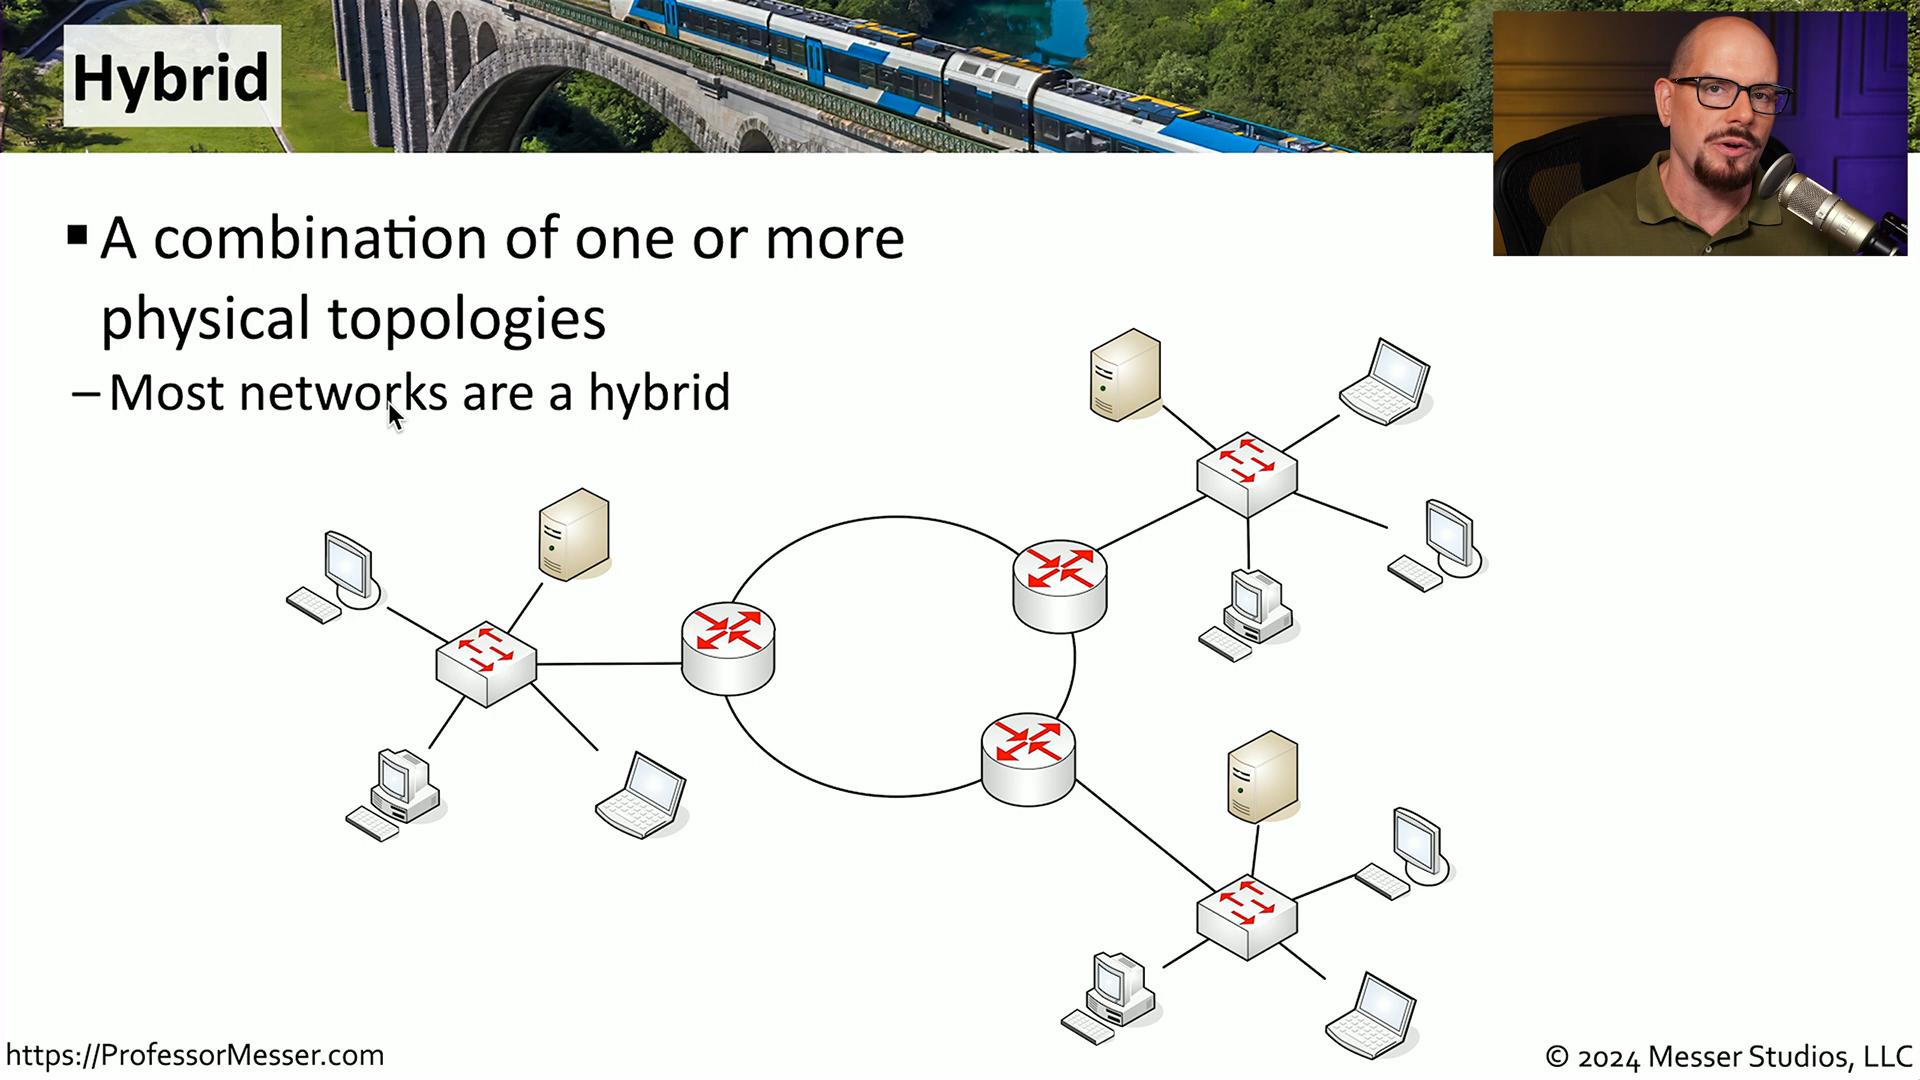 Hybrid
▪ A combination of one or more
physical topologies
– Most networks are a hybrid
https://ProfessorMesser.com
© 2024 Messer Studios, LLC